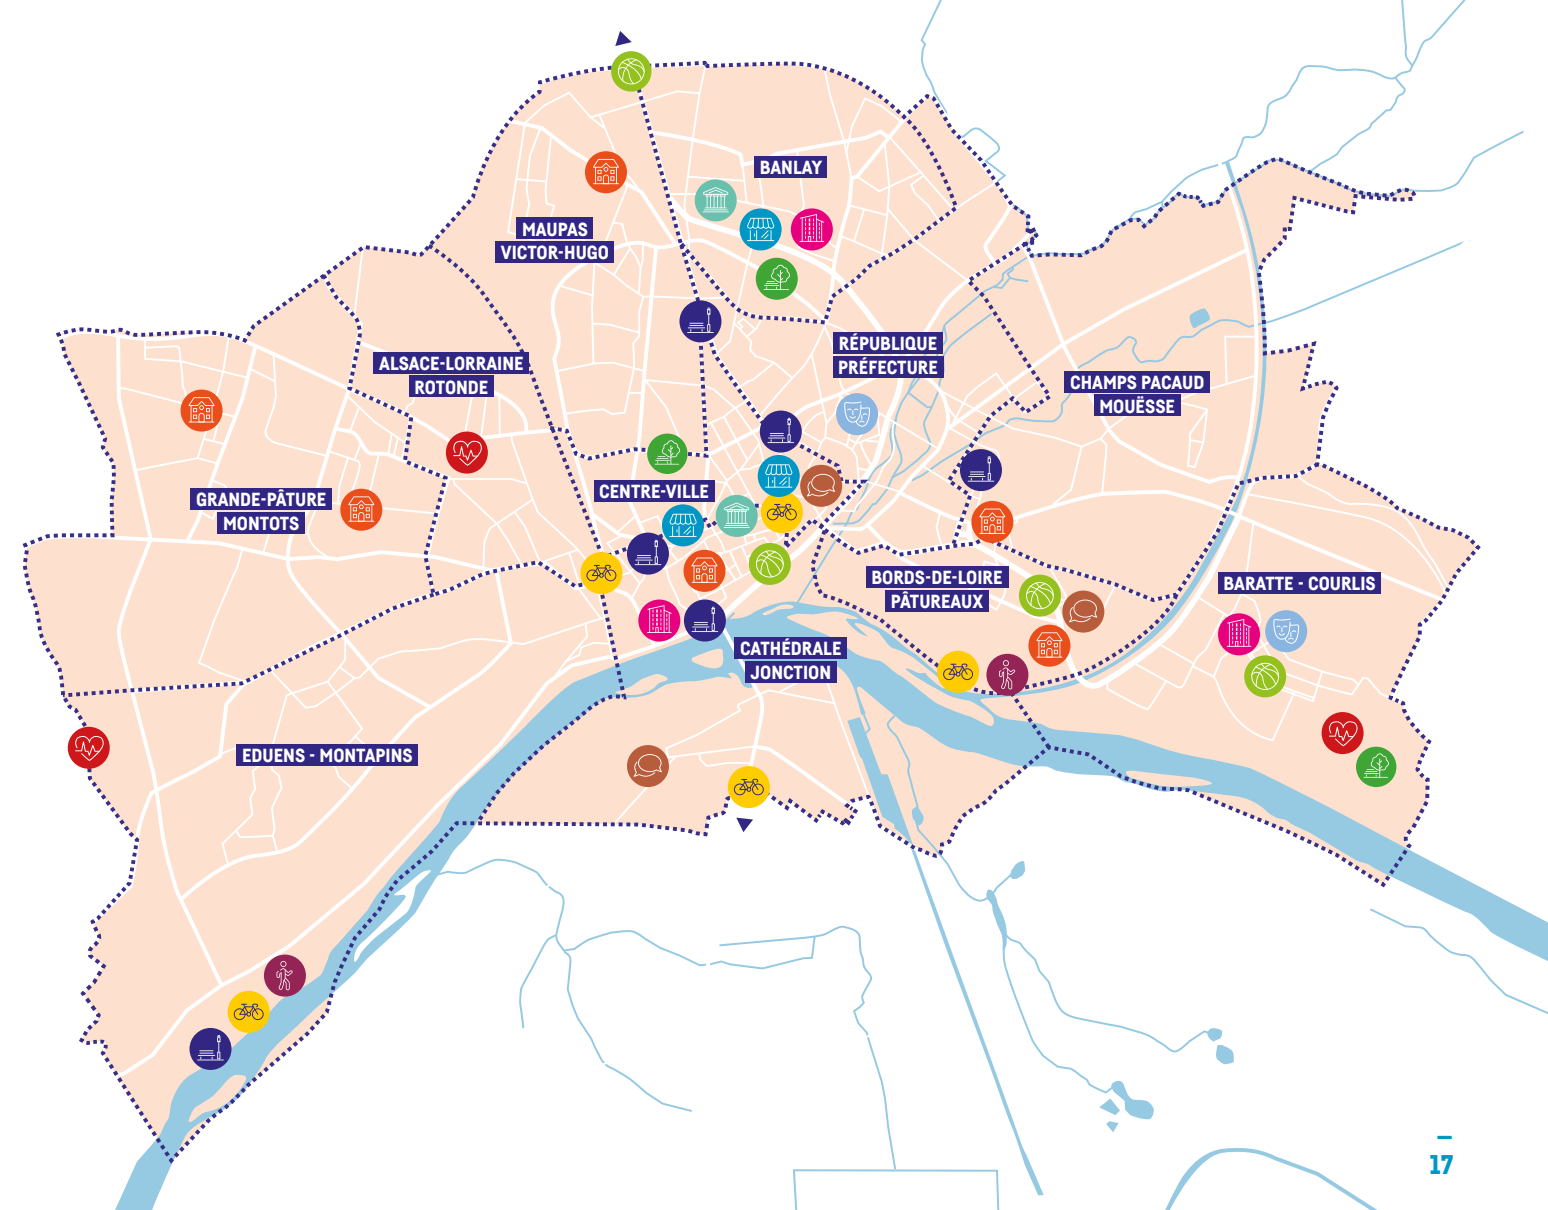 BANLAY
MAUPAS
VICTOR-HUGO
RÉPUBLIQUE
PRÉFECTURE
ALSACE-LORRAINE
ROTONDE
CHAMPS PACAUD
MOUËSSE
GRANDE-PÂTURE
MONTOTS
CENTRE-VILLE
BORDS-DE-LOIRE
PÂTUREAUX
BARATTE - COURLIS
CATHÉDRALE
JONCTION
EDUENS - MONTAPINS
17